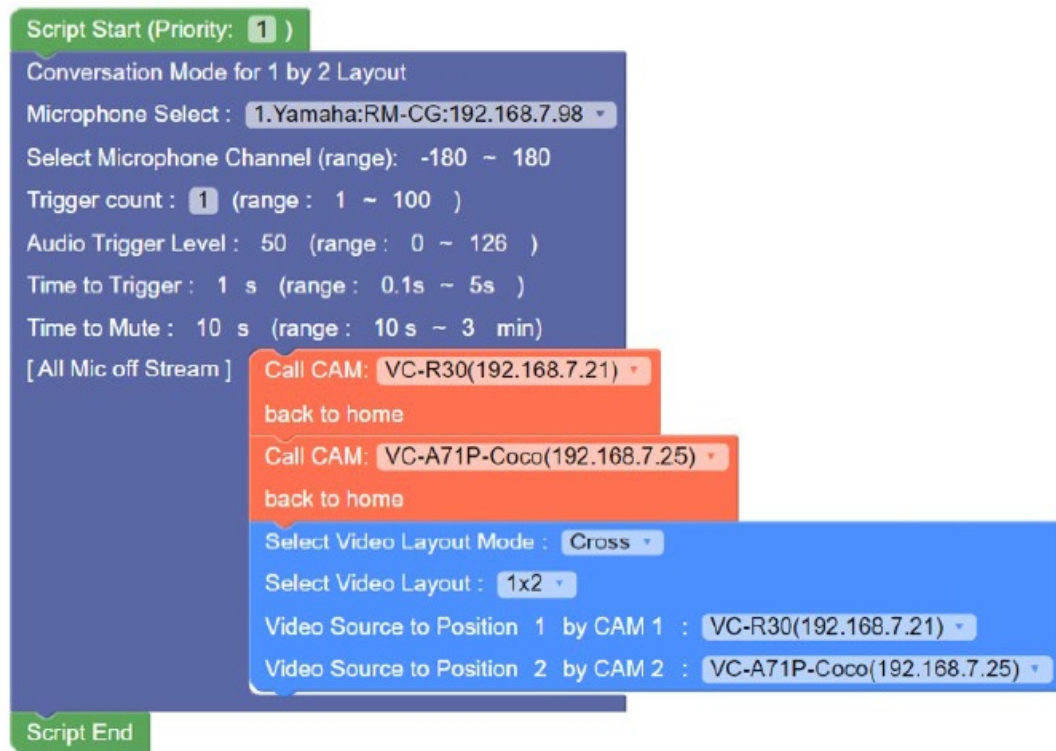 Script Start (Priority: 1 )
Conversation Mode for 1 by 2 Layout
Microphone Select : 1.Yamaha:RM-CG:192.168.7.98
Select Microphone Channel (range): -180 ~ 180
Trigger count : 1 (range : 1 ~ 100 )
Audio Trigger Level : 50 (range : 0 ~ 126 )
Time to Trigger : 1 s (range : 0.1s ~ 5s )
Time to Mute : 10 s (range : 10 s ~ 3 min)
[ All Mic off Stream ] Call CAM: VC-R30(192.168.7.21)
back to home
Call CAM: VC-A71P-Coco(192.168.7.25)
back to home
Select Video Layout Mode : Cross
Select Video Layout : 1x2
Video Source to Position 1 by CAM 1 : VC-R30(192.168.7.21)
Video Source to Position 2 by CAM 2 : VC-A71P-Coco(192.168.7.25)
Script End